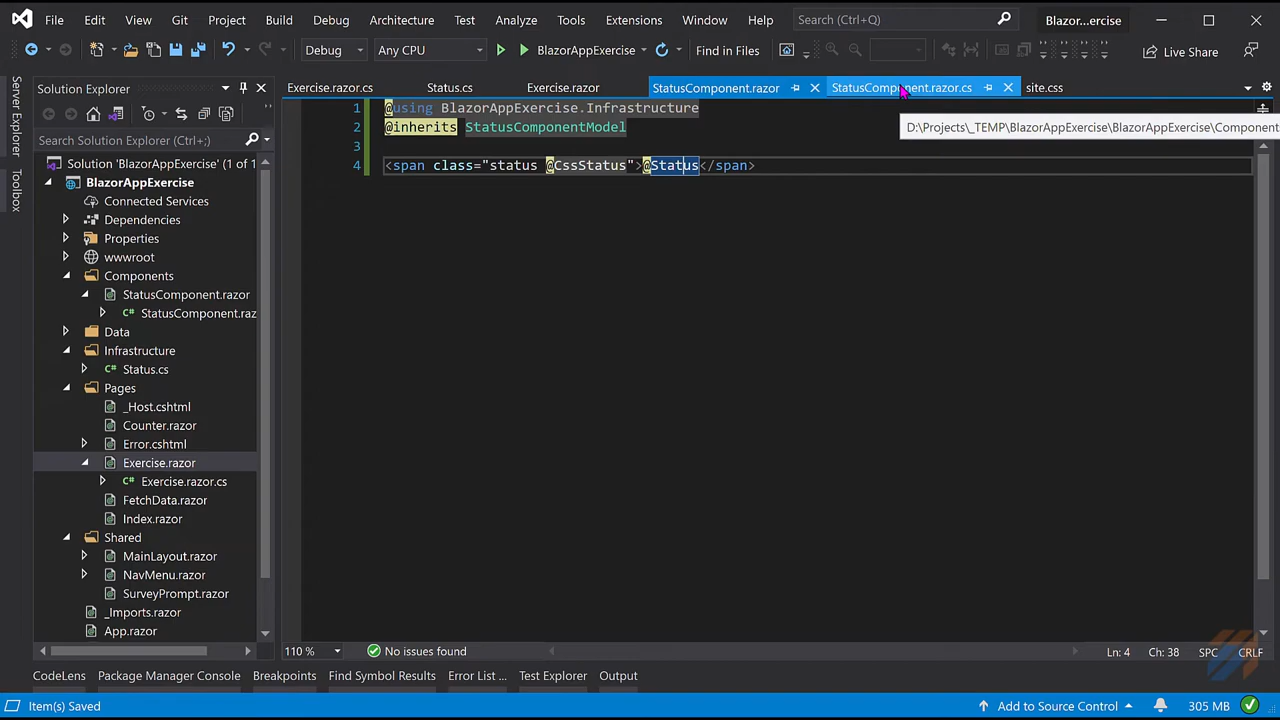 File Edit View Git Project Build Debug Architecture Test Analyze Tools Extensions Window Help Search (Ctrl+Q) Blazor...ercise
Debug Any CPU BlazorAppExercise Find in Files Live Share
Server Explorer
Toolbox
Solution Explorer
Search Solution Explorer (Ctrl+;)
Solution 'BlazorAppExercise' (1 of 1
BlazorAppExercise
Connected Services
Dependencies
Properties
wwwroot
Components
StatusComponent.razor
C# StatusComponent.raz
Data
Infrastructure
C# Status.cs
Pages
_Host.cshtml
Counter.razor
Error.cshtml
Exercise.razor
C# Exercise.razor.cs
FetchData.razor
Index.razor
Shared
MainLayout.razor
NavMenu.razor
SurveyPrompt.razor
_Imports.razor
App.razor
Exercise.razor.cs Status.cs Exercise.razor StatusComponent.razor StatusComponent.razor.cs site.css
D:\Projects\_TEMP\BlazorAppExercise\BlazorAppExercise\Component
1 @using BlazorAppExercise.Infrastructure
2 @inherits StatusComponentModel
3
4 <span class="status @CssStatus">@Status</span>
110 % No issues found Ln: 4 Ch: 38 SPC CRLF
CodeLens Package Manager Console Breakpoints Find Symbol Results Error List ... Test Explorer Output
Item(s) Saved Add to Source Control 305 MB